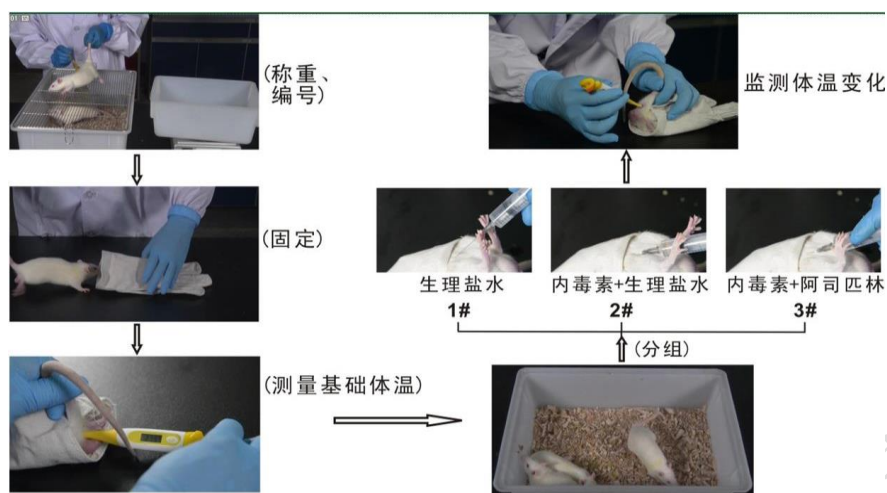 01
(称重、
编号)
(固定)
(测量基础体温)
(分组)
1#
2#
3#
生理盐水
内毒素+生理盐水
内毒素+阿司匹林
监测体温变化